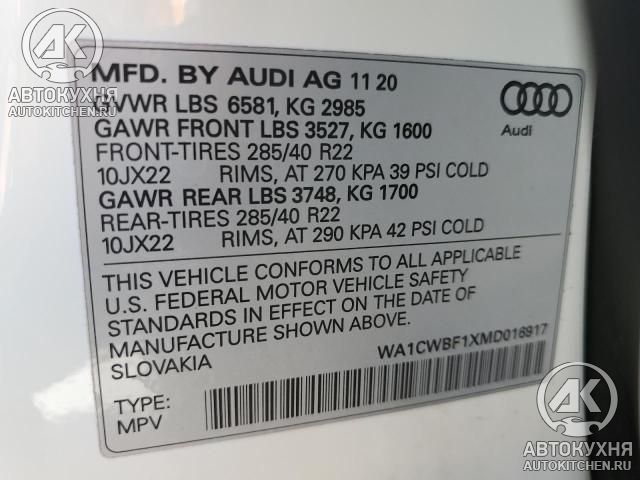 AK
АВТОКУХНЯ
AUTOKITCHEN.RU
MFD. BY AUDI AG 11 20
GVWR LBS 6581, KG 2985
GAWR FRONT LBS 3527, KG 1600
FRONT-TIRES 285/40 R22
10JX22 RIMS, AT 270 KPA 39 PSI COLD
GAWR REAR LBS 3748, KG 1700
REAR-TIRES 285/40 R22
10JX22 RIMS, AT 290 KPA 42 PSI COLD
Audi
THIS VEHICLE CONFORMS TO ALL APPLICABLE
U.S. FEDERAL MOTOR VEHICLE SAFETY
STANDARDS IN EFFECT ON THE DATE OF
MANUFACTURE SHOWN ABOVE.
SLOVAKIA
WA1CWBF1XMD016917
TYPE:
MPV
AK
АВТОКУХНЯ
AUTOKITCHEN.RU